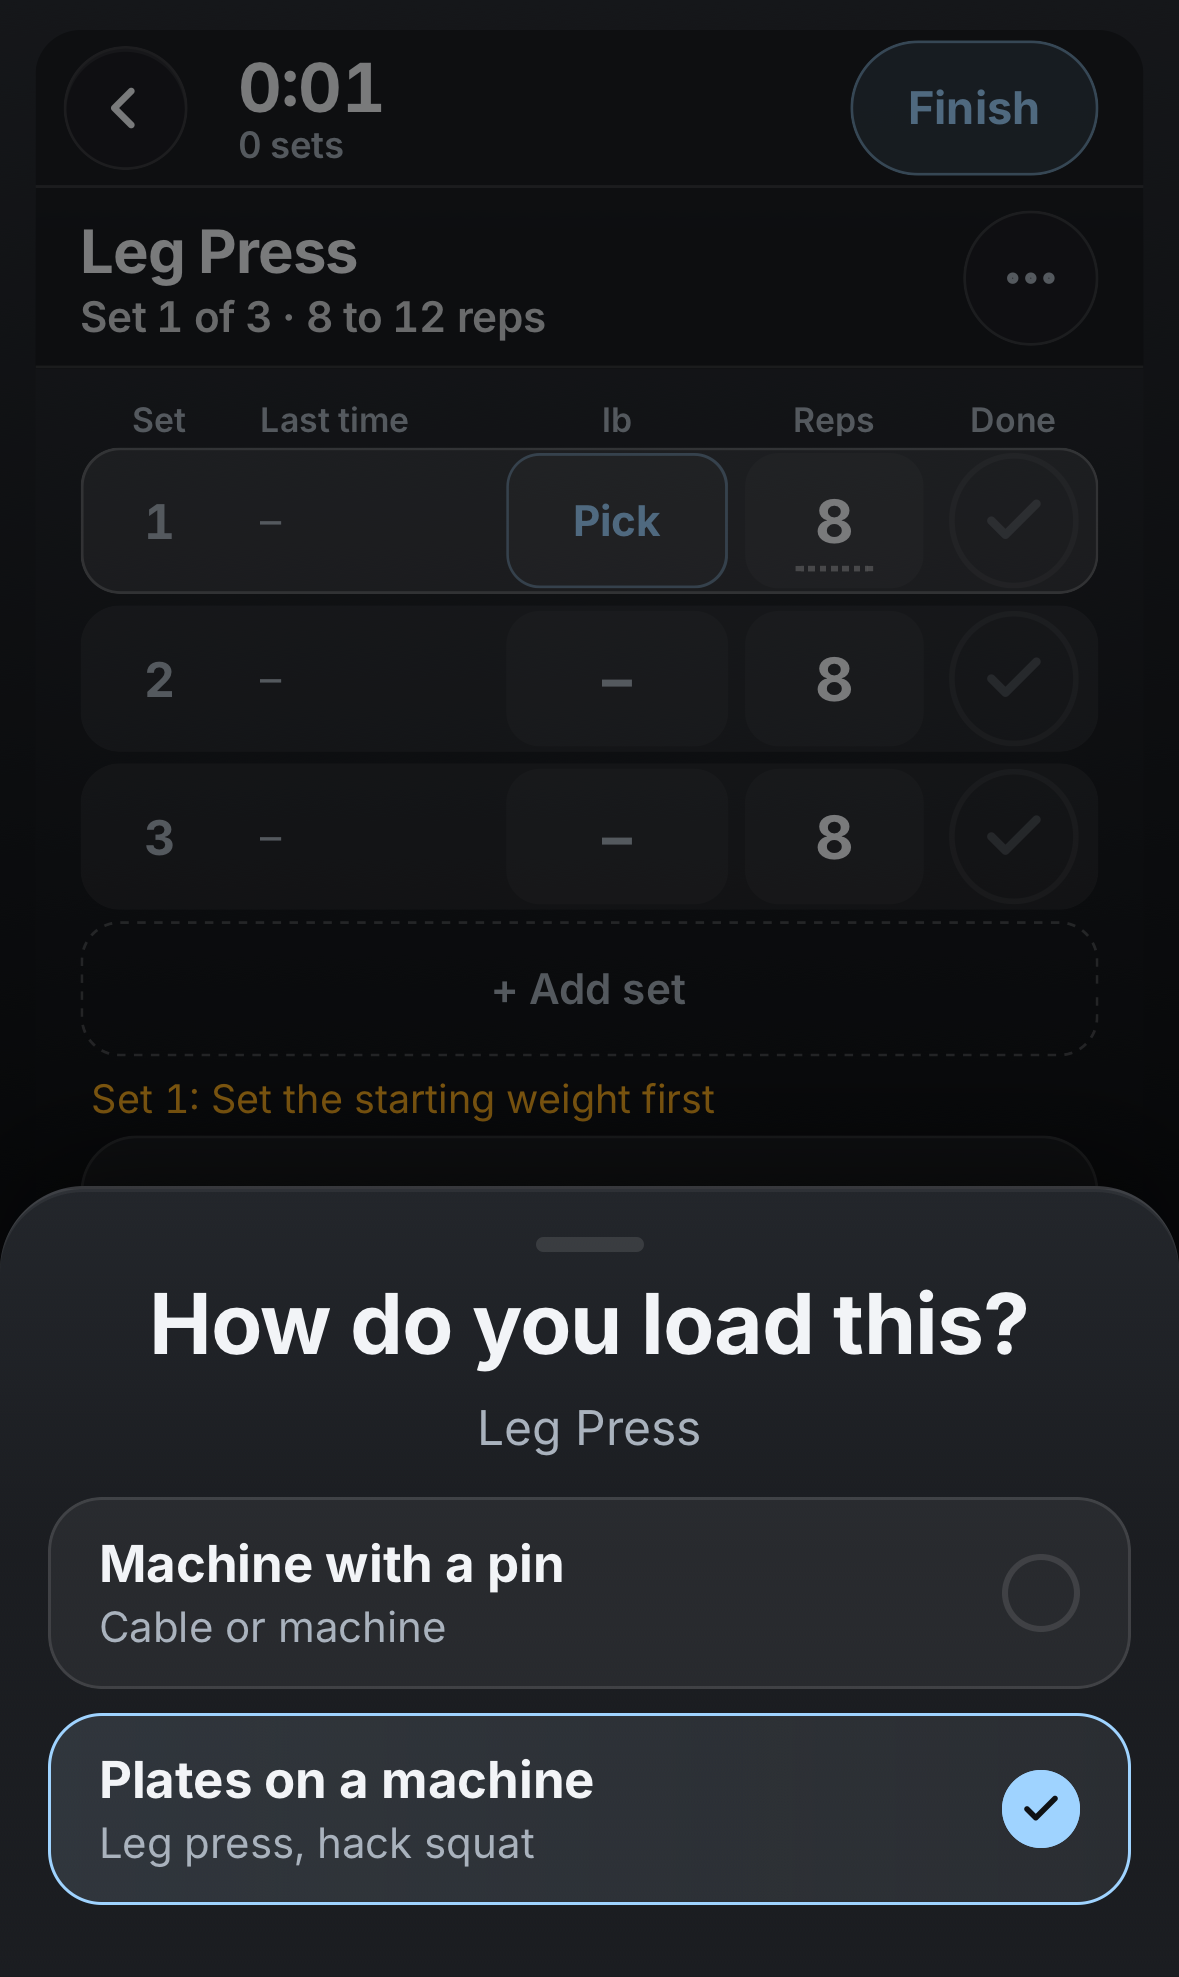 0:01
0 sets
Finish
Leg Press
Set 1 of 3 · 8 to 12 reps
Set Last time lb Reps Done
1 – Pick 8
2 – – 8
3 – – 8
+ Add set
Set 1: Set the starting weight first
How do you load this?
Leg Press
Machine with a pin
Cable or machine
Plates on a machine
Leg press, hack squat